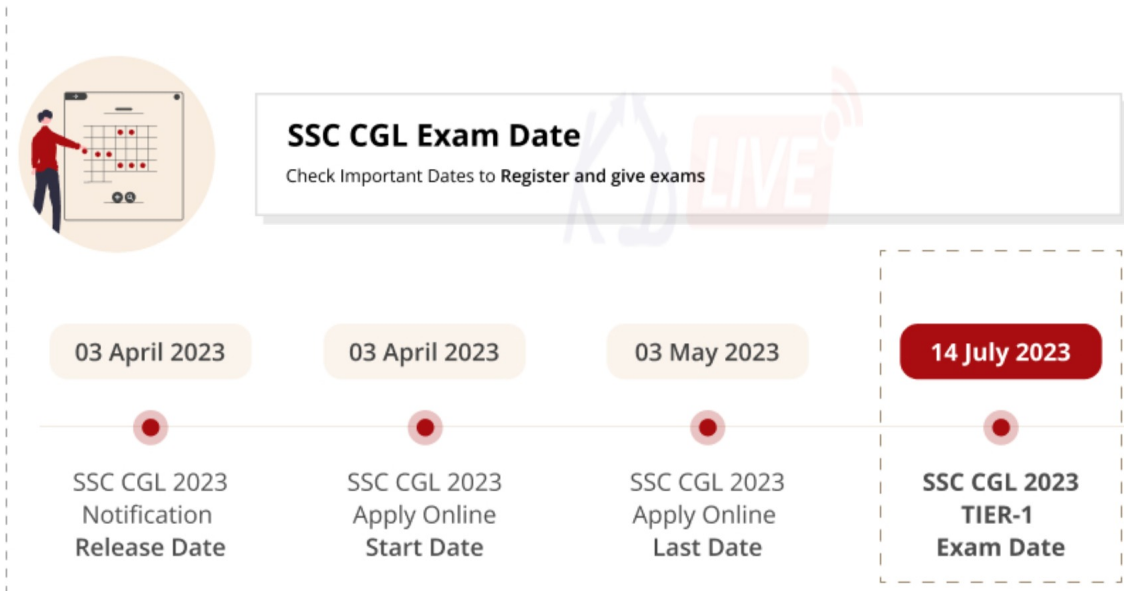 SSC CGL Exam Date
Check Important Dates to Register and give exams
KD LIVE
03 April 2023
03 April 2023
03 May 2023
14 July 2023
SSC CGL 2023
Notification
Release Date
SSC CGL 2023
Apply Online
Start Date
SSC CGL 2023
Apply Online
Last Date
SSC CGL 2023
TIER-1
Exam Date